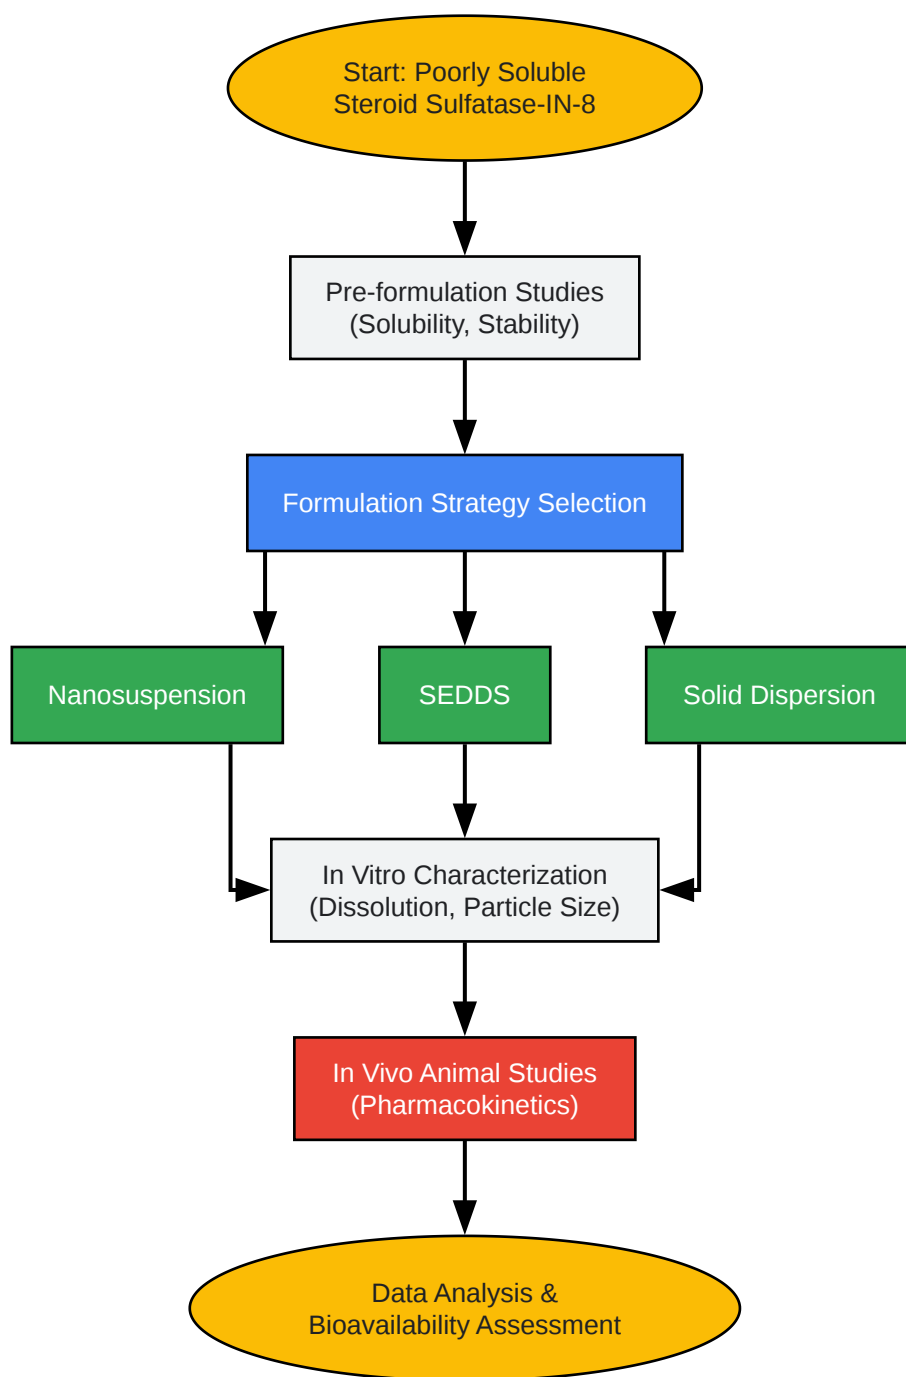 Start: Poorly Soluble
Steroid Sulfatase-IN-8
Pre-formulation Studies
(Solubility, Stability)
Formulation Strategy Selection
Nanosuspension
SEDDS
Solid Dispersion
In Vitro Characterization
(Dissolution, Particle Size)
In Vivo Animal Studies
(Pharmacokinetics)
Data Analysis &
Bioavailability Assessment